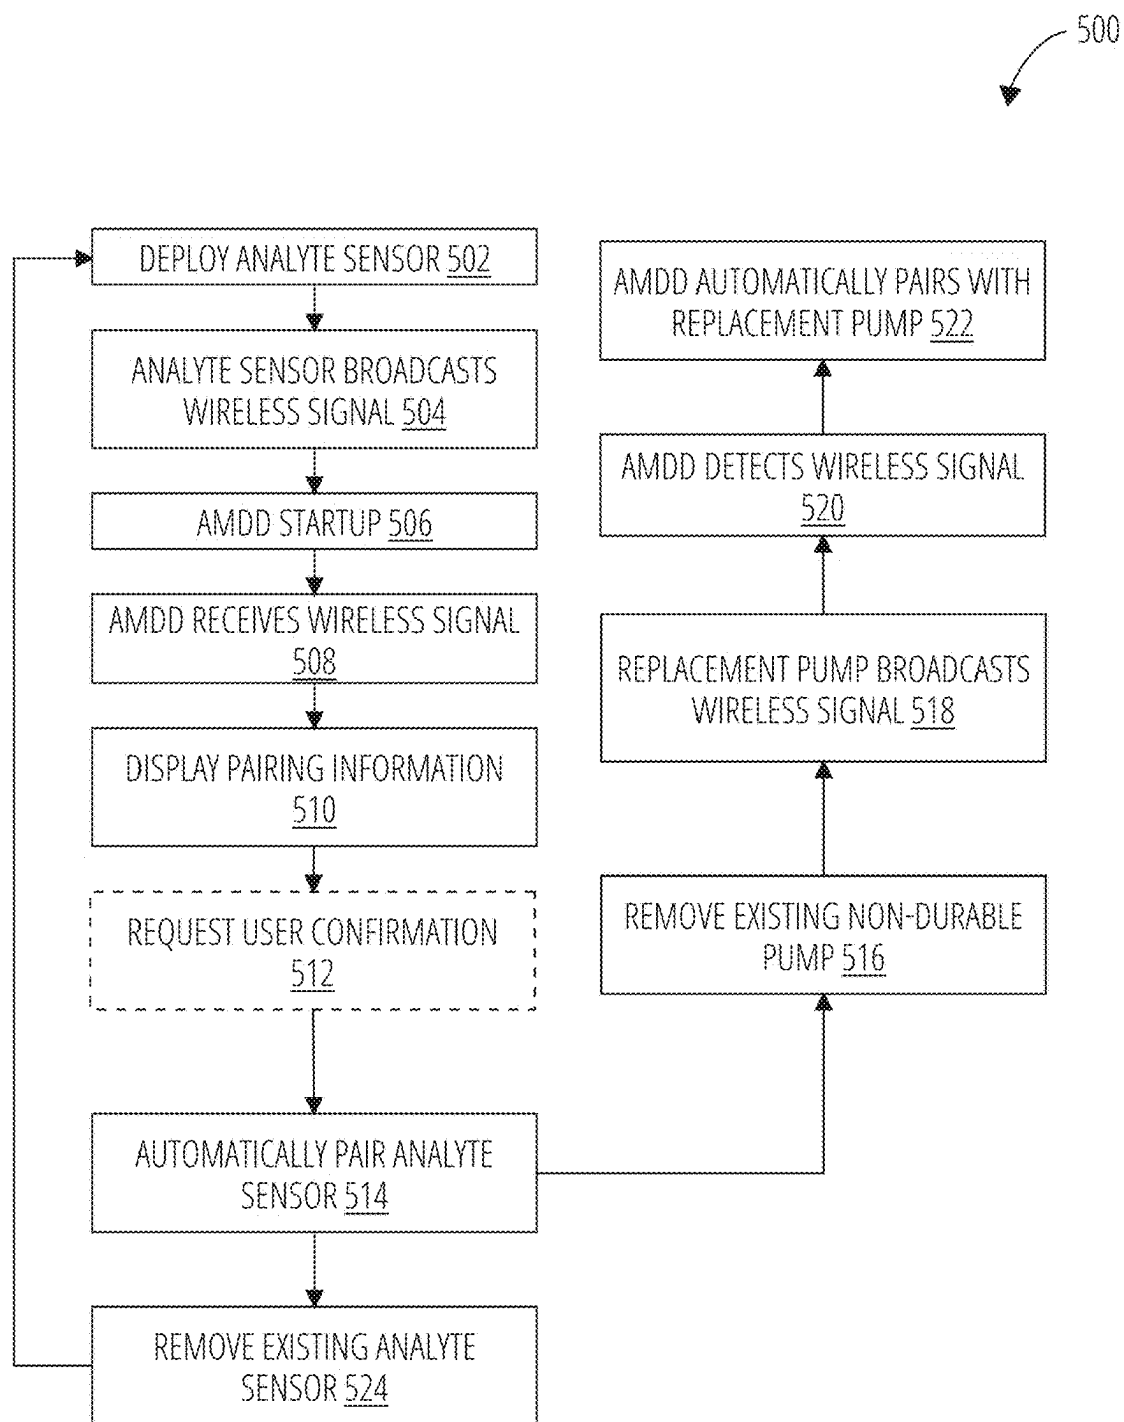 500
DEPLOY ANALYTE SENSOR 502
ANALYTE SENSOR BROADCASTS
WIRELESS SIGNAL 504
AMDD STARTUP 506
AMDD RECEIVES WIRELESS SIGNAL
508
DISPLAY PAIRING INFORMATION
510
REQUEST USER CONFIRMATION
512
AUTOMATICALLY PAIR ANALYTE
SENSOR 514
REMOVE EXISTING ANALYTE
SENSOR 524
AMDD AUTOMATICALLY PAIRS WITH
REPLACEMENT PUMP 522
AMDD DETECTS WIRELESS SIGNAL
520
REPLACEMENT PUMP BROADCASTS
WIRELESS SIGNAL 518
REMOVE EXISTING NON-DURABLE
PUMP 516